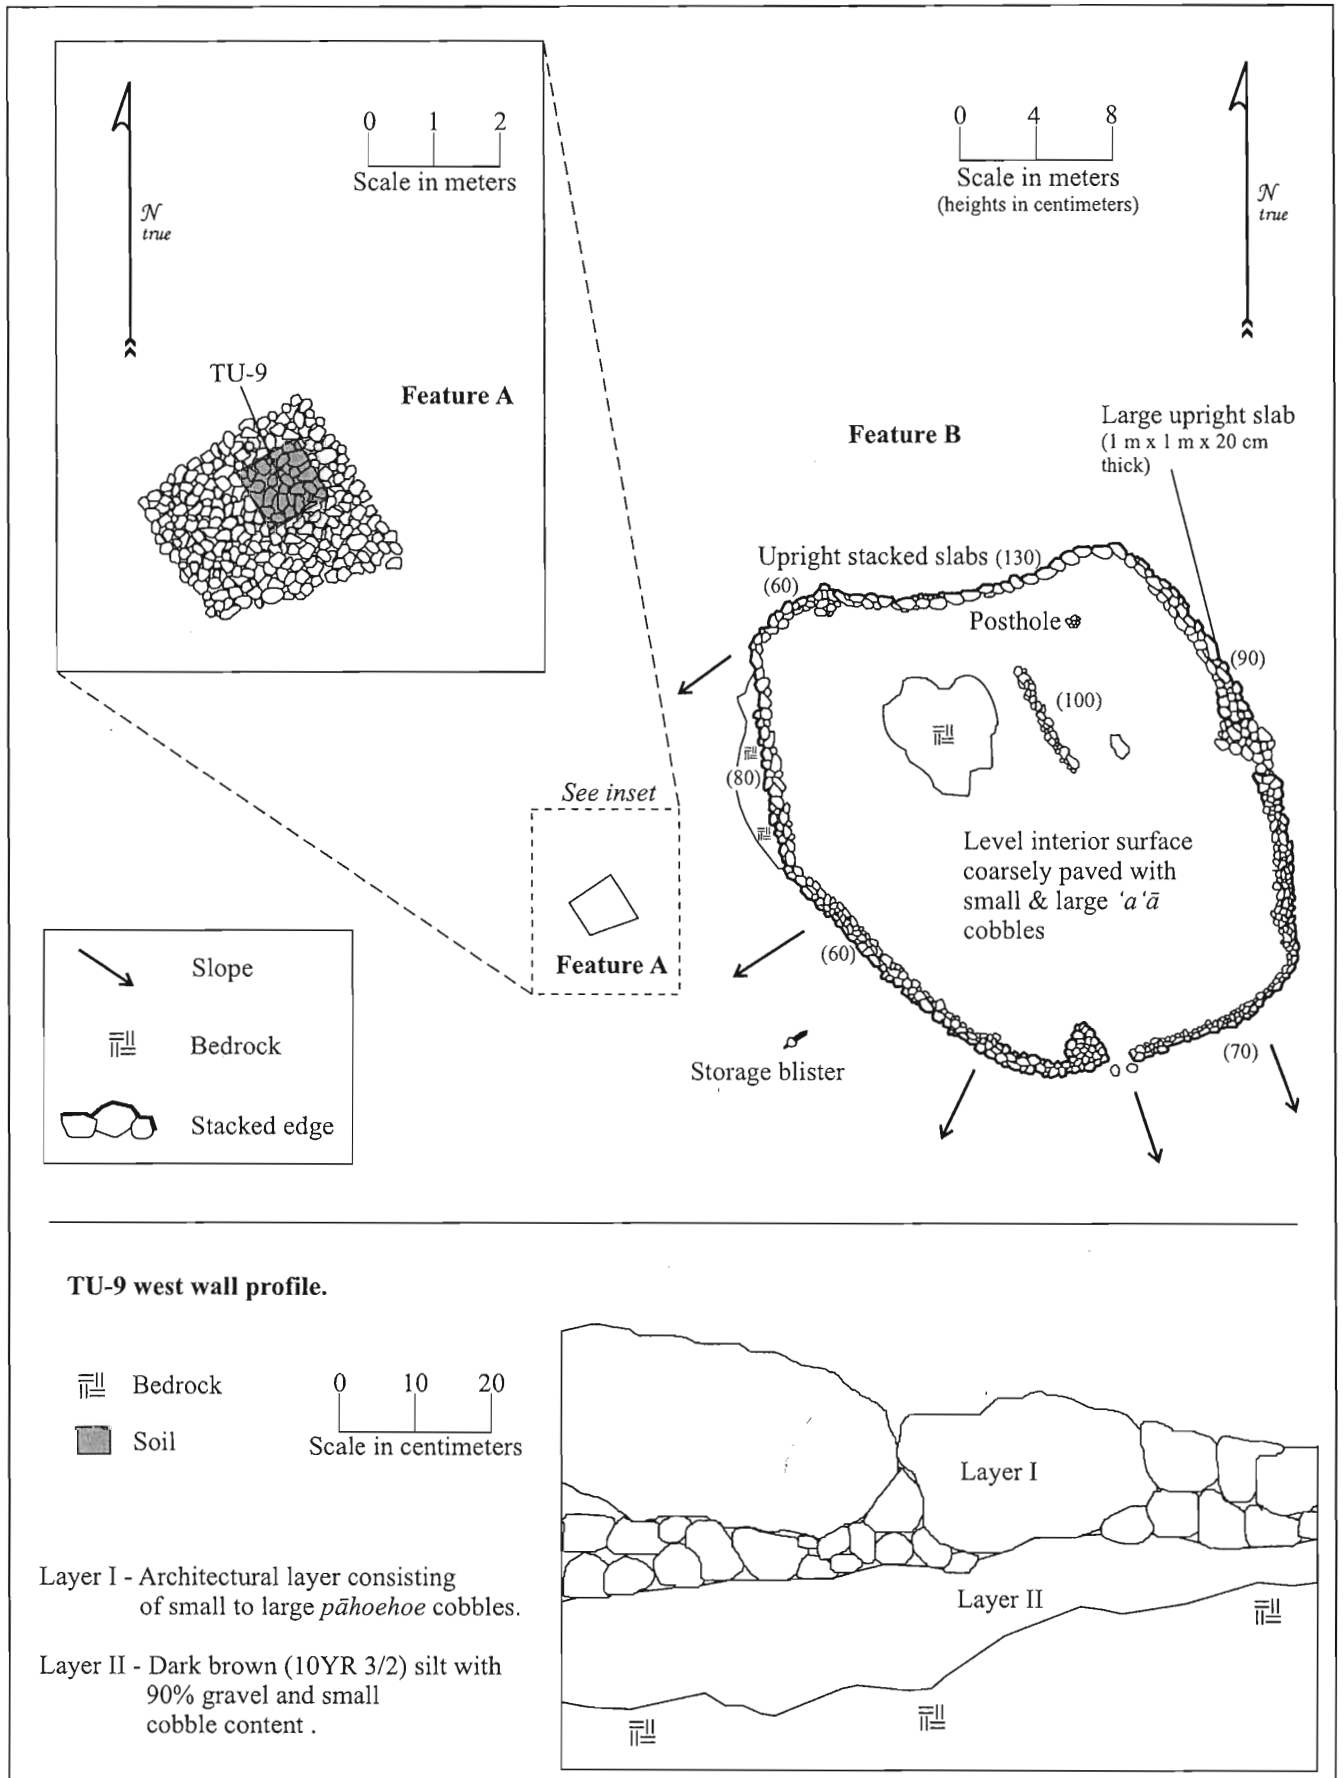 0 1 2
Scale in meters
N
true
TU-9
Feature A
0 4 8
Scale in meters
(heights in centimeters)
N
true
Feature B
Large upright slab
(1 m x 1 m x 20 cm
thick)
Upright stacked slabs (130)
(60)
Posthole
(90)
(100)
(80)
See inset
Level interior surface
coarsely paved with
small & large ‘a‘ā
cobbles
Feature A
(60)
Storage blister
(70)
Slope
Bedrock
Stacked edge
TU-9 west wall profile.
Bedrock
Soil
0 10 20
Scale in centimeters
Layer I
Layer II
Layer I - Architectural layer consisting
of small to large pāhoehoe cobbles.
Layer II - Dark brown (10YR 3/2) silt with
90% gravel and small
cobble content .